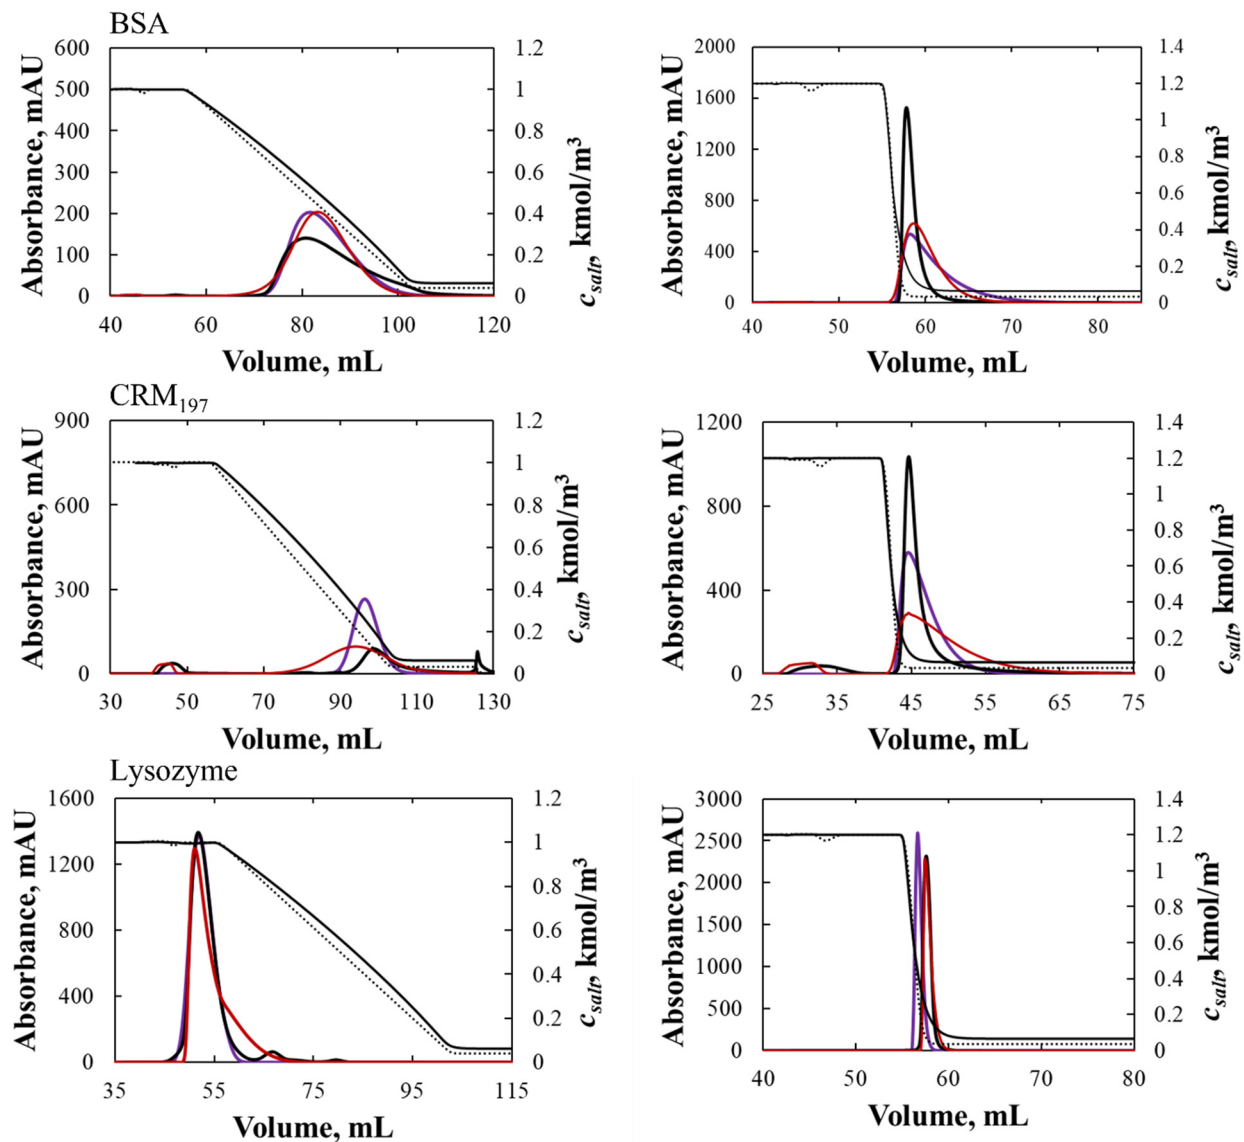 BSA
600
500
400
300
200
100
0
Absorbance, mAU
1.2
1
0.8
0.6
0.4
0.2
0
c_salt, kmol/m³
40 60 80 100 120
Volume, mL
2000
1600
1200
800
400
0
Absorbance, mAU
1.4
1.2
1
0.8
0.6
0.4
0.2
0
c_salt, kmol/m³
40 50 60 70 80
Volume, mL
CRM₁₉₇
900
600
300
0
Absorbance, mAU
1.2
1
0.8
0.6
0.4
0.2
0
c_salt, kmol/m³
30 50 70 90 110 130
Volume, mL
1200
800
400
0
Absorbance, mAU
1.4
1.2
1
0.8
0.6
0.4
0.2
0
c_salt, kmol/m³
25 35 45 55 65 75
Volume, mL
Lysozyme
1600
1200
800
400
0
Absorbance, mAU
1.2
1
0.8
0.6
0.4
0.2
0
c_salt, kmol/m³
35 55 75 95 115
Volume, mL
3000
2500
2000
1500
1000
500
0
Absorbance, mAU
1.4
1.2
1
0.8
0.6
0.4
0.2
0
c_salt, kmol/m³
40 50 60 70 80
Volume, mL